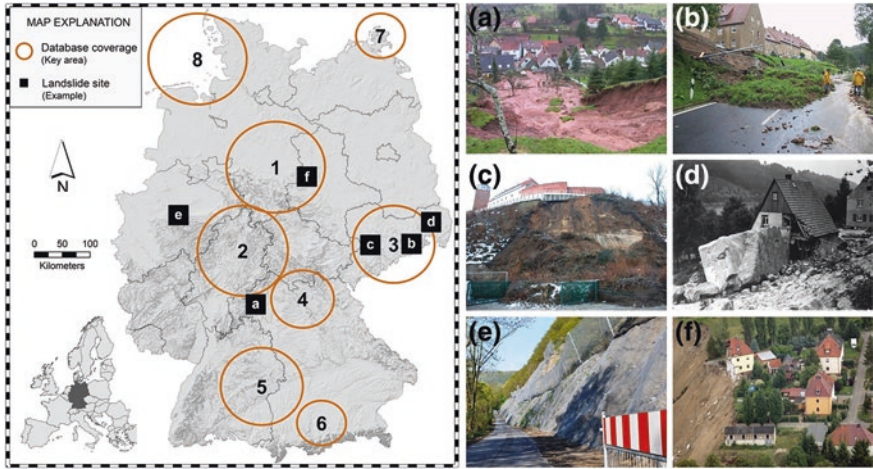 MAP EXPLANATION
Database coverage
(Key area)
Landslide site
(Example)
N
0 50 100
Kilometers
8
7
1
f
e
d
2
c
3
b
a
4
5
6
(a)
(b)
(c)
(d)
(e)
(f)